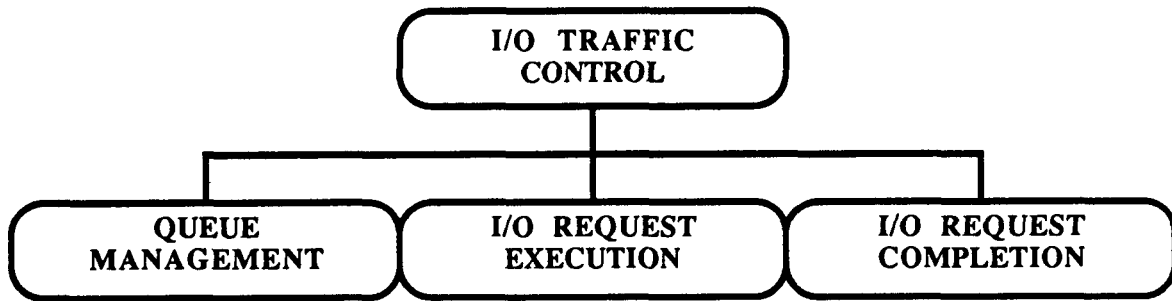 I/O TRAFFIC
CONTROL
QUEUE
MANAGEMENT
I/O REQUEST
EXECUTION
I/O REQUEST
COMPLETION